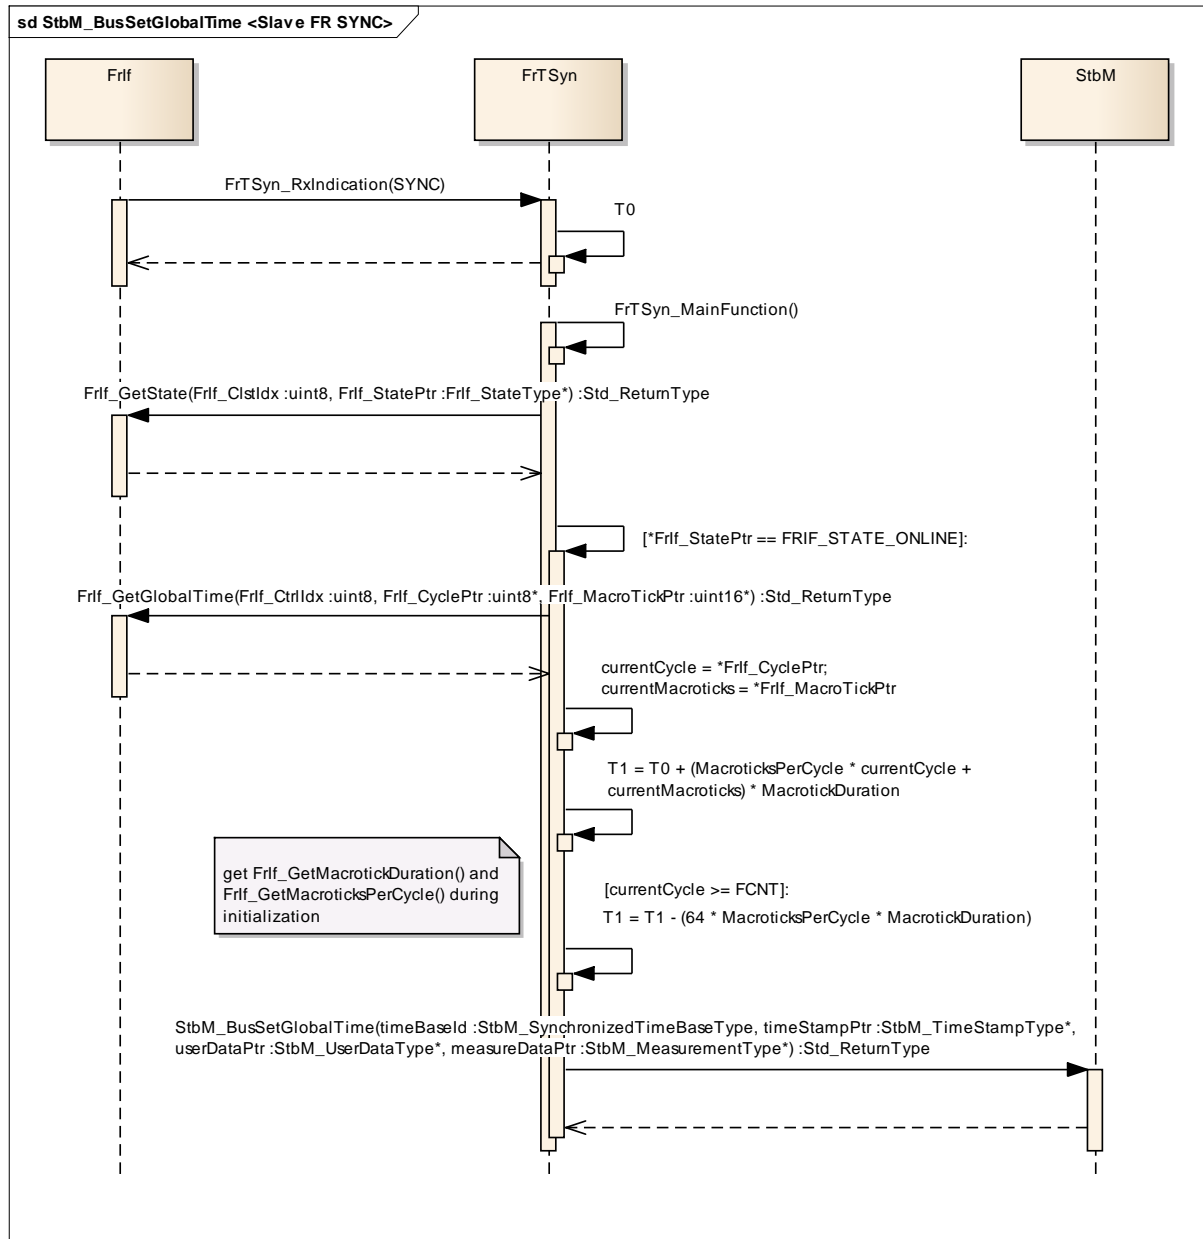 sd StbM_BusSetGlobalTime <Slave FR SYNC>
FrIf
FrTSyn
StbM
FrTSyn_RxIndication(SYNC)
T0
FrTSyn_MainFunction()
FrIf_GetState(FrIf_ClstIdx :uint8, FrIf_StatePtr :FrIf_StateType*) :Std_ReturnType
[*FrIf_StatePtr == FRIF_STATE_ONLINE]:
FrIf_GetGlobalTime(FrIf_CtrlIdx :uint8, FrIf_CyclePtr :uint8*, FrIf_MacroTickPtr :uint16*) :Std_ReturnType
currentCycle = *FrIf_CyclePtr;
currentMacroticks = *FrIf_MacroTickPtr
T1 = T0 + (MacroticksPerCycle * currentCycle +
currentMacroticks) * MacrotickDuration
get FrIf_GetMacrotickDuration() and
FrIf_GetMacroticksPerCycle() during
initialization
[currentCycle >= FCNT]:
T1 = T1 - (64 * MacroticksPerCycle * MacrotickDuration)
StbM_BusSetGlobalTime(timeBaseId :StbM_SynchronizedTimeBaseType, timeStampPtr :StbM_TimeStampType*,
userDataPtr :StbM_UserDataType*, measureDataPtr :StbM_MeasurementType*) :Std_ReturnType